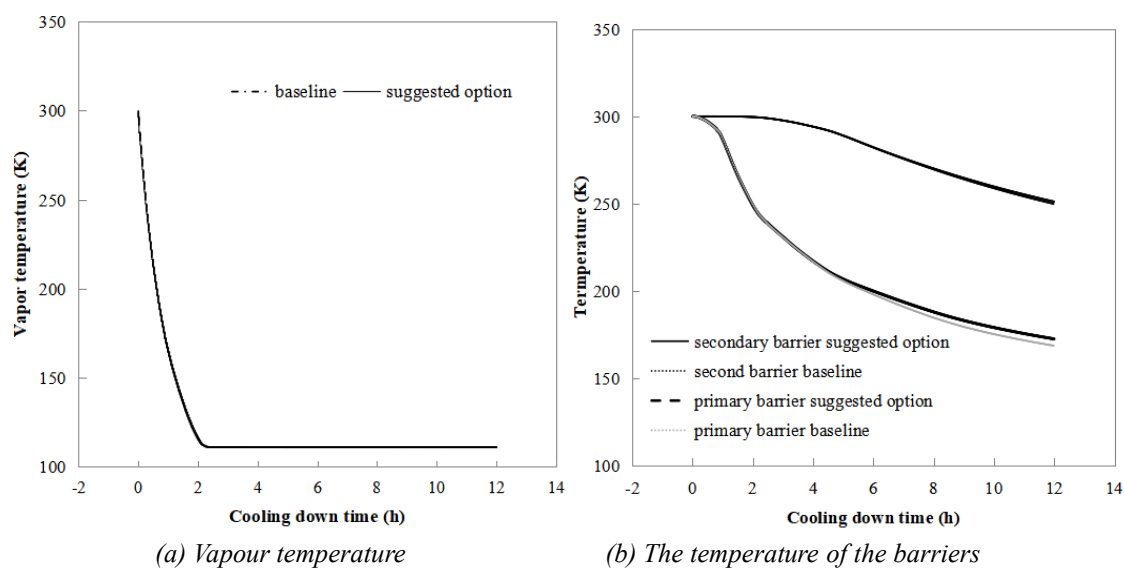 350
300
250
200
150
100
-2 0 2 4 6 8 10 12 14
Vapor temperature (K)
baseline suggested option
Cooling down time (h)
(a) Vapour temperature
350
300
250
200
150
100
-2 0 2 4 6 8 10 12 14
Termperature (K)
secondary barrier suggested option
second barrier baseline
primary barrier suggested option
primary barrier baseline
Cooling down time (h)
(b) The temperature of the barriers